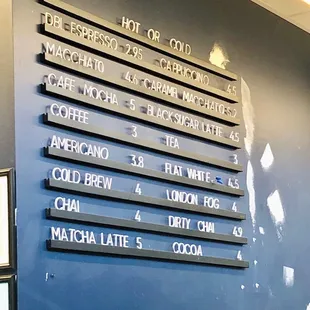 HOT OR COLD
DBL ESPRESSO 2.95 CAPPUCCINO
MACCHIATO 4.5 CARAMEL MACCHIATO 5
CAFE MOCHA 5 BLACK SUGAR LATTE 4.5
COFFEE 3 TEA 3
AMERICANO 3.8 FLAT WHITE 4.5
COLD BREW 4 LONDON FOG 4
CHAI 4 DIRTY CHAI 4.9
MATCHA LATTE 5 COCOA 4